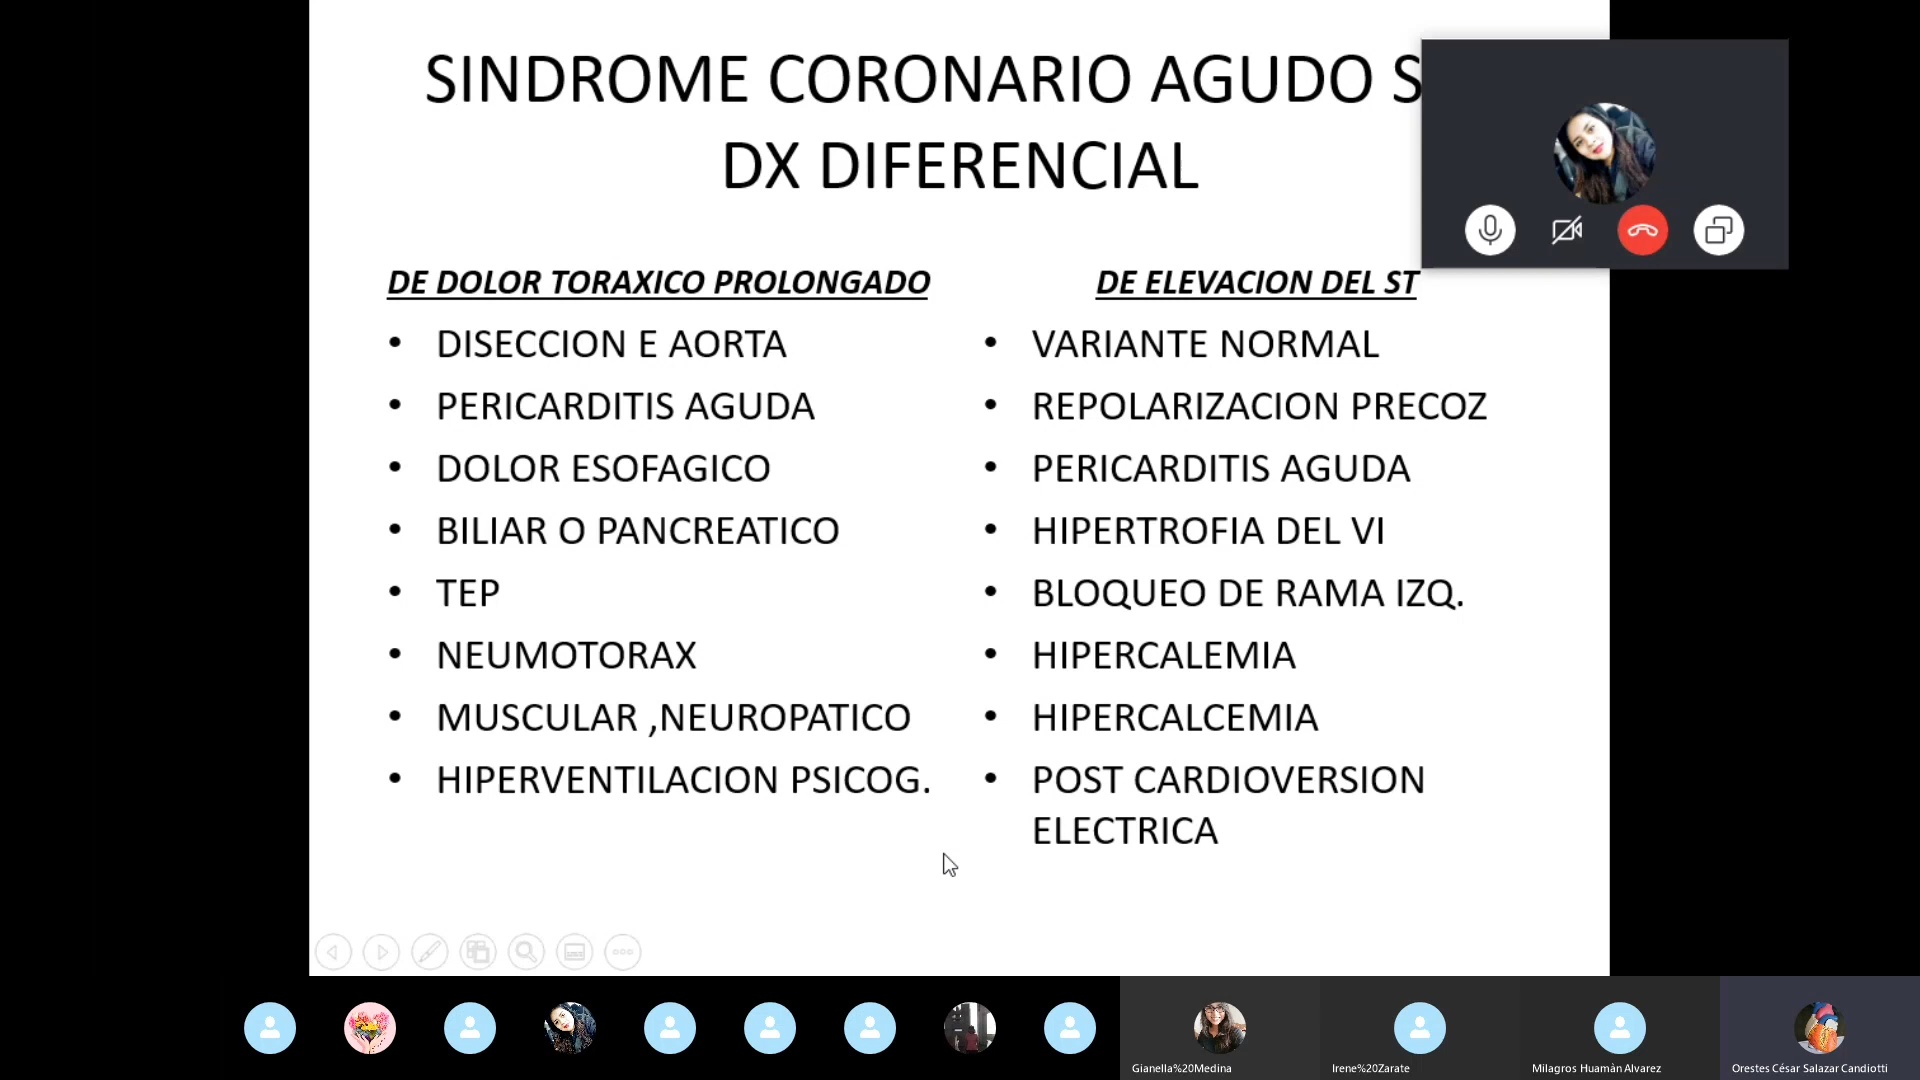 SINDROME CORONARIO AGUDO S
DX DIFERENCIAL
DE DOLOR TORAXICO PROLONGADO
• DISECCION E AORTA
• PERICARDITIS AGUDA
• DOLOR ESOFAGICO
• BILIAR O PANCREATICO
• TEP
• NEUMOTORAX
• MUSCULAR ,NEUROPATICO
• HIPERVENTILACION PSICOG.
DE ELEVACION DEL ST
• VARIANTE NORMAL
• REPOLARIZACION PRECOZ
• PERICARDITIS AGUDA
• HIPERTROFIA DEL VI
• BLOQUEO DE RAMA IZQ.
• HIPERCALEMIA
• HIPERCALCEMIA
• POST CARDIOVERSION
ELECTRICA
Gianella%20Medina
Irene%20Zarate
Milagros Huamàn Alvarez
Orestes César Salazar Candiotti